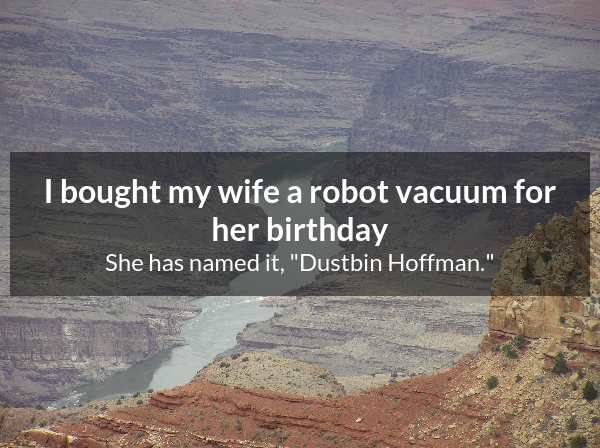 I bought my wife a robot vacuum for
her birthday
She has named it, "Dustbin Hoffman."